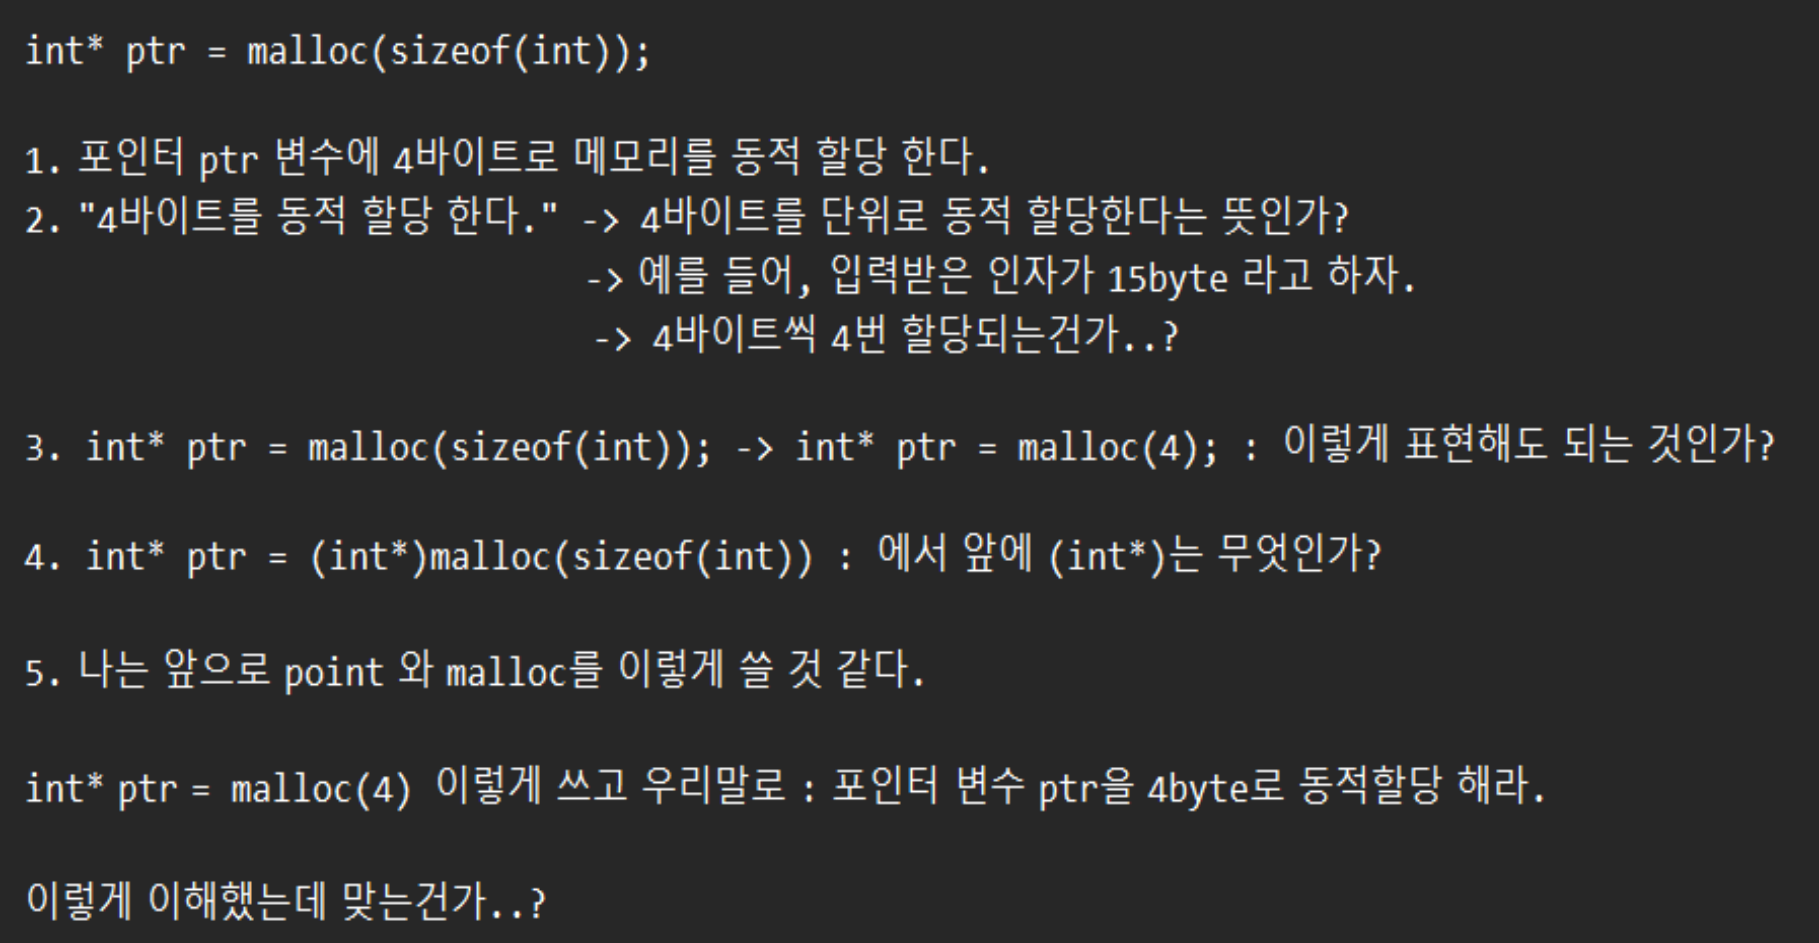 int* ptr = malloc(sizeof(int));
1. 포인터 ptr 변수에 4바이트로 메모리를 동적 할당 한다.
2. "4바이트를 동적 할당 한다." -> 4바이트를 단위로 동적 할당한다는 뜻인가?
-> 예를 들어, 입력받은 인자가 15byte 라고 하자.
-> 4바이트씩 4번 할당되는건가..?
3. int* ptr = malloc(sizeof(int)); -> int* ptr = malloc(4); : 이렇게 표현해도 되는 것인가?
4. int* ptr = (int*)malloc(sizeof(int)) : 에서 앞에 (int*)는 무엇인가?
5. 나는 앞으로 point 와 malloc를 이렇게 쓸 것 같다.
int* ptr = malloc(4) 이렇게 쓰고 우리말로 : 포인터 변수 ptr을 4byte로 동적할당 해라.
이렇게 이해했는데 맞는건가..?